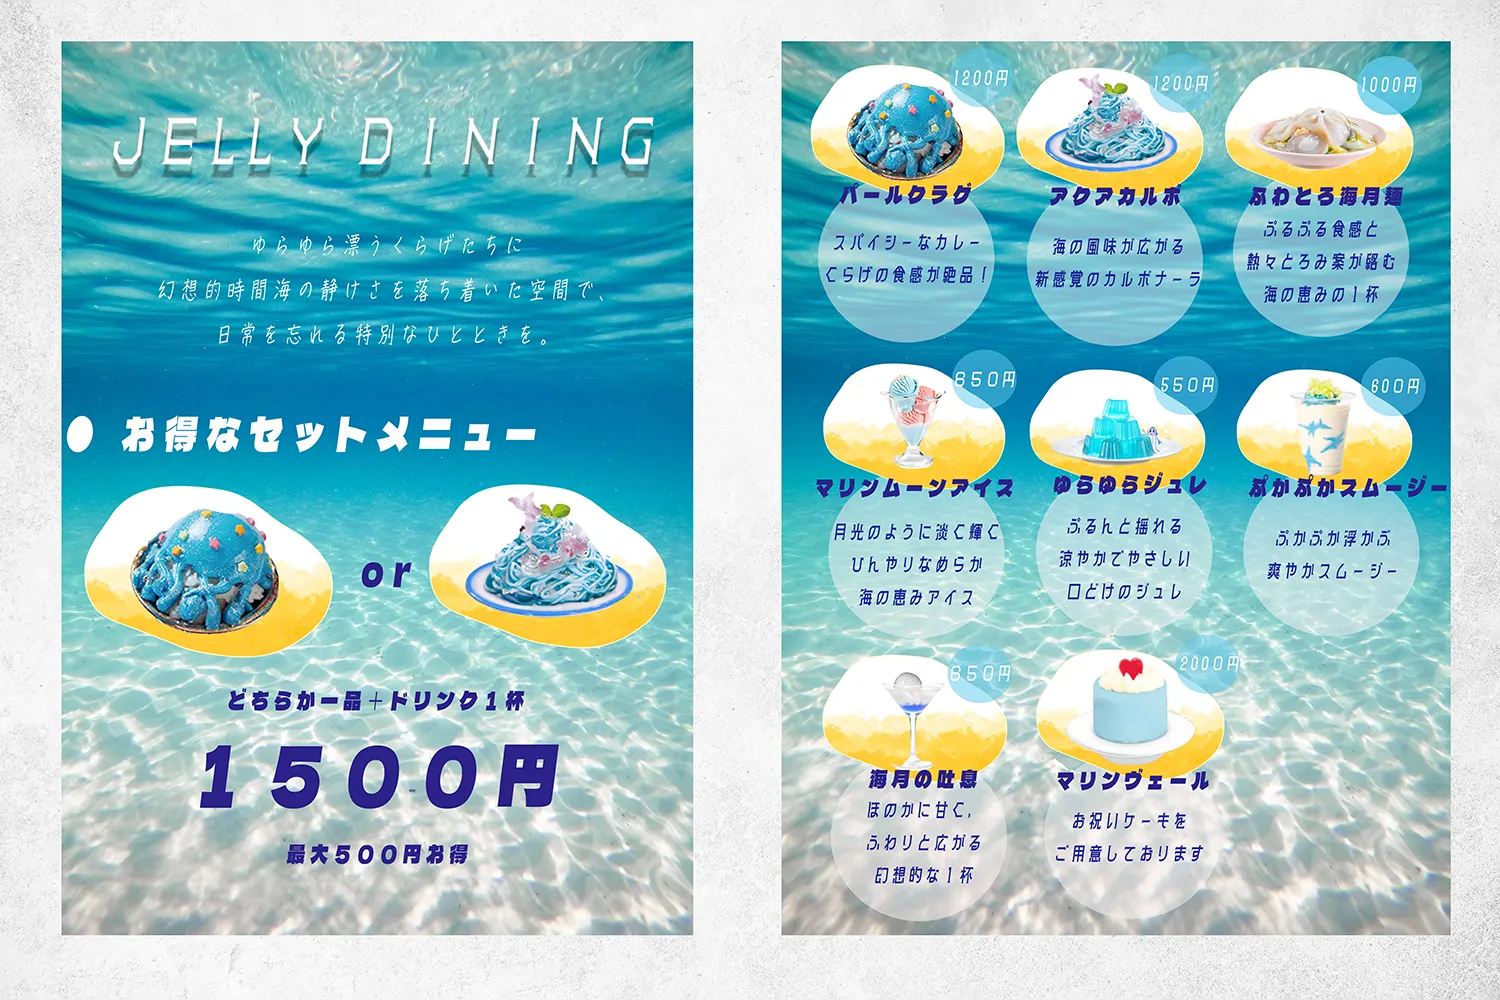 JELLY DINING
ゆらゆら漂うくらげたちに
幻想的時間海の静けさを落ち着いた空間で、
日常を忘れる特別なひとときを。
● お得なセットメニュー
or
どちらか一品＋ドリンク１杯
１５００円
最大５００円お得
1200円
パールクラゲ
スパイシーなカレー
くらげの食感が絶品！
1200円
アクアカルボ
海の風味が広がる
新感覚のカルボナーラ
1000円
ふわとろ海月麺
ぷるぷる食感と
熱々とろみ案が絡む
海の恵みの１杯
650円
マリンムーンアイス
月光のように淡く輝く
ひんやりなめらか
海の恵みアイス
550円
ゆらゆらジュレ
ぷるんと揺れる
涼やかでやさしい
口どけのジュレ
600円
ぷかぷかスムージー
ぷかぷか浮かぶ
爽やかスムージー
650円
海月の吐息
ほのかに甘く、
ふわりと広がる
幻想的な１杯
2000円
マリンヴェール
お祝いケーキを
ご用意しております